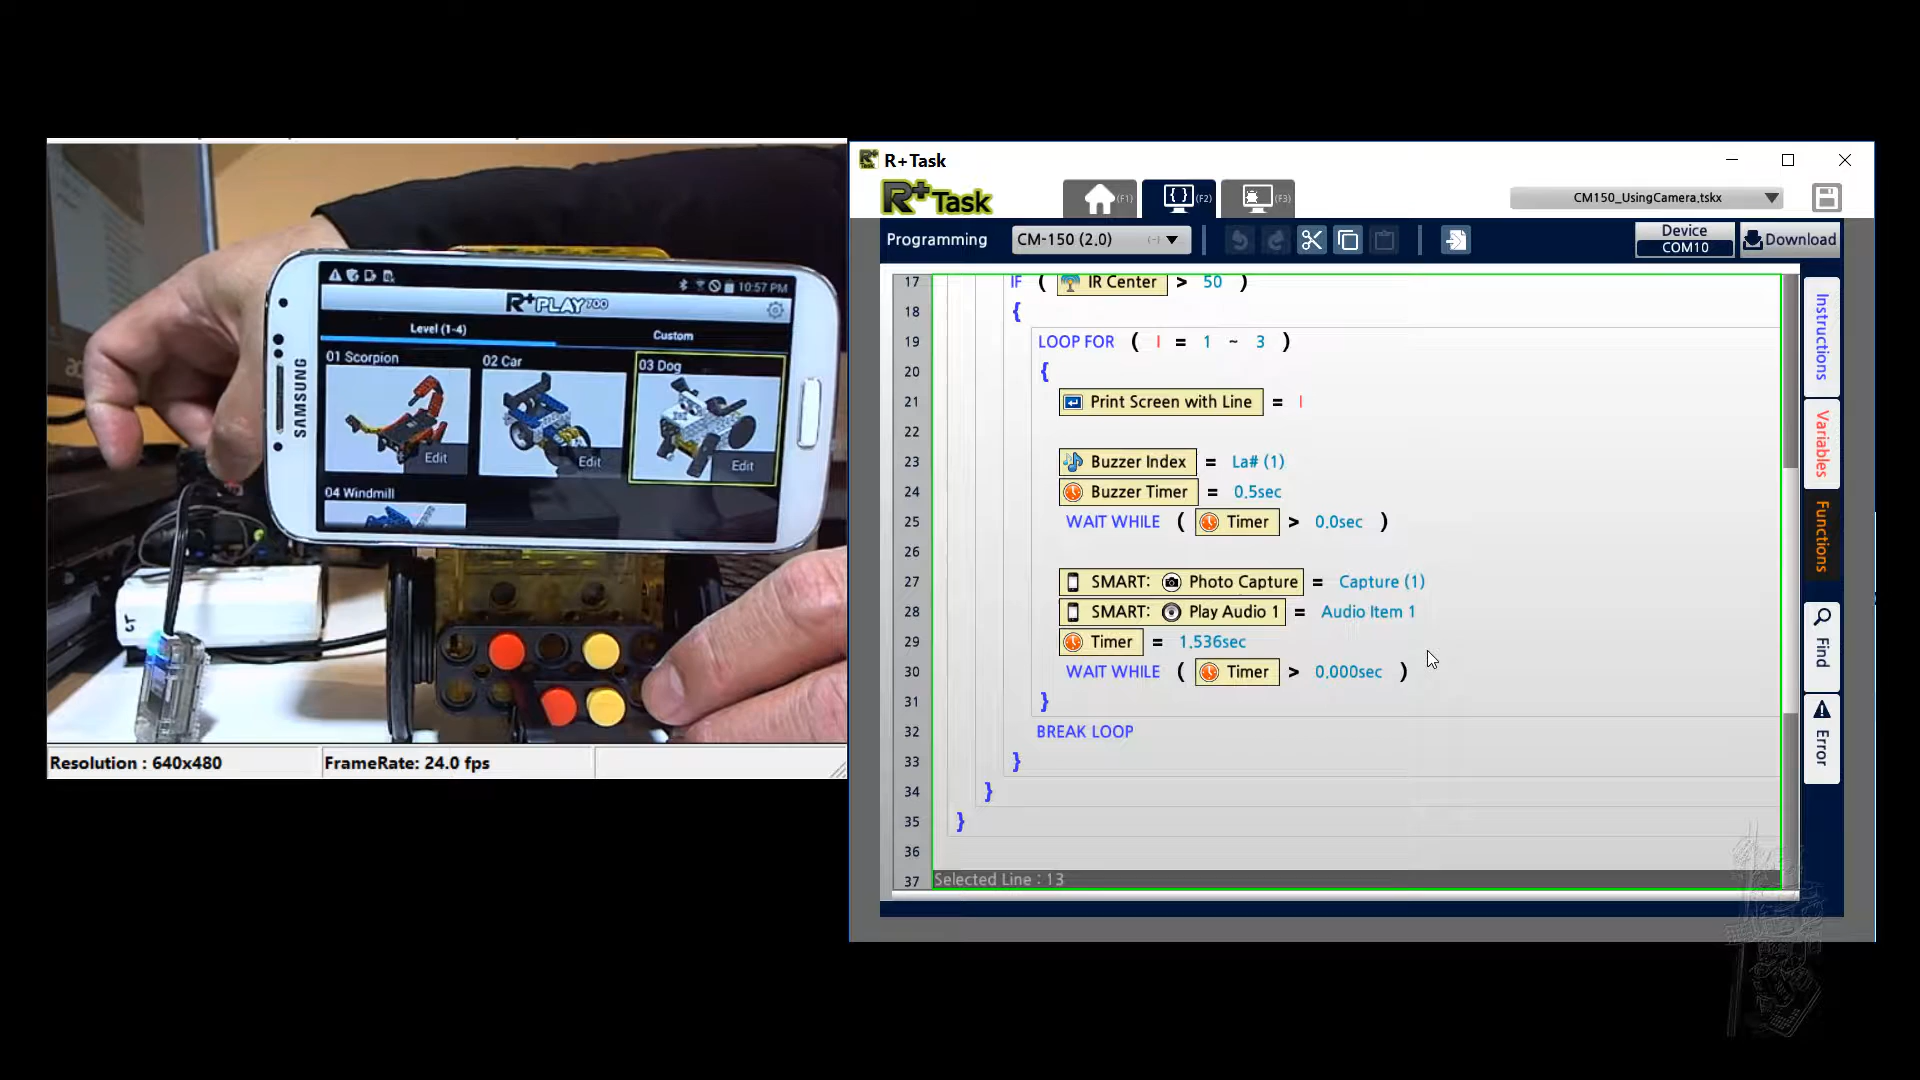 10:57 PM
R+PLAY700
Level (1-4)
Custom
01 Scorpion
02 Car
03 Dog
Edit
Edit
Edit
04 Windmill
SAMSUNG
Resolution : 640x480
FrameRate: 24.0 fps
R+Task
R+Task
(F1)
(F2)
(F3)
CM150_UsingCamera.tskx
Programming
CM-150 (2.0)
Device
COM10
Download
17 IF ( IR Center > 50 )
18 {
19 LOOP FOR ( I = 1 ~ 3 )
20 {
21 Print Screen with Line = I
22
23 Buzzer Index = La# (1)
24 Buzzer Timer = 0.5sec
25 WAIT WHILE ( Timer > 0.0sec )
26
27 SMART: Photo Capture = Capture (1)
28 SMART: Play Audio 1 = Audio Item 1
29 Timer = 1.536sec
30 WAIT WHILE ( Timer > 0.000sec )
31 }
32 BREAK LOOP
33 }
34 }
35 }
36
37
Selected Line : 13
Instructions
Variables
Functions
Find
Error